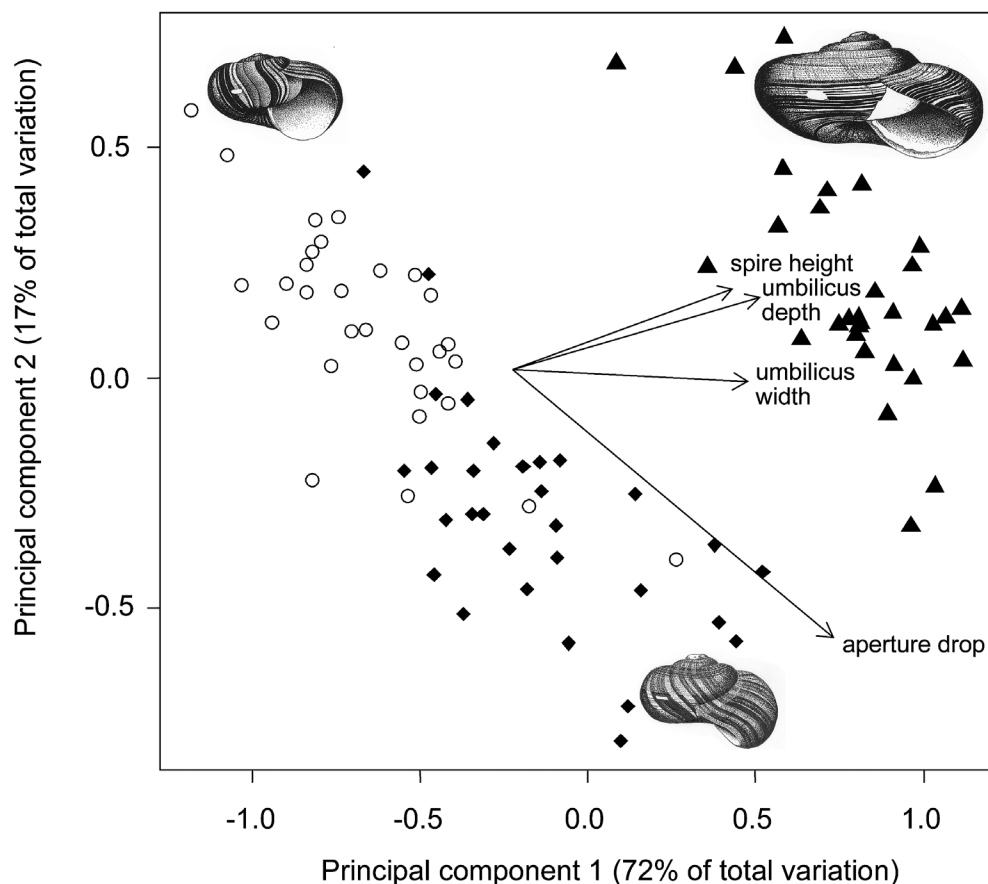 Principal component 2 (17% of total variation)
0.5
0.0
-0.5
spire height
umbilicus
depth
umbilicus
width
aperture drop
-1.0
-0.5
0.0
0.5
1.0
Principal component 1 (72% of total variation)